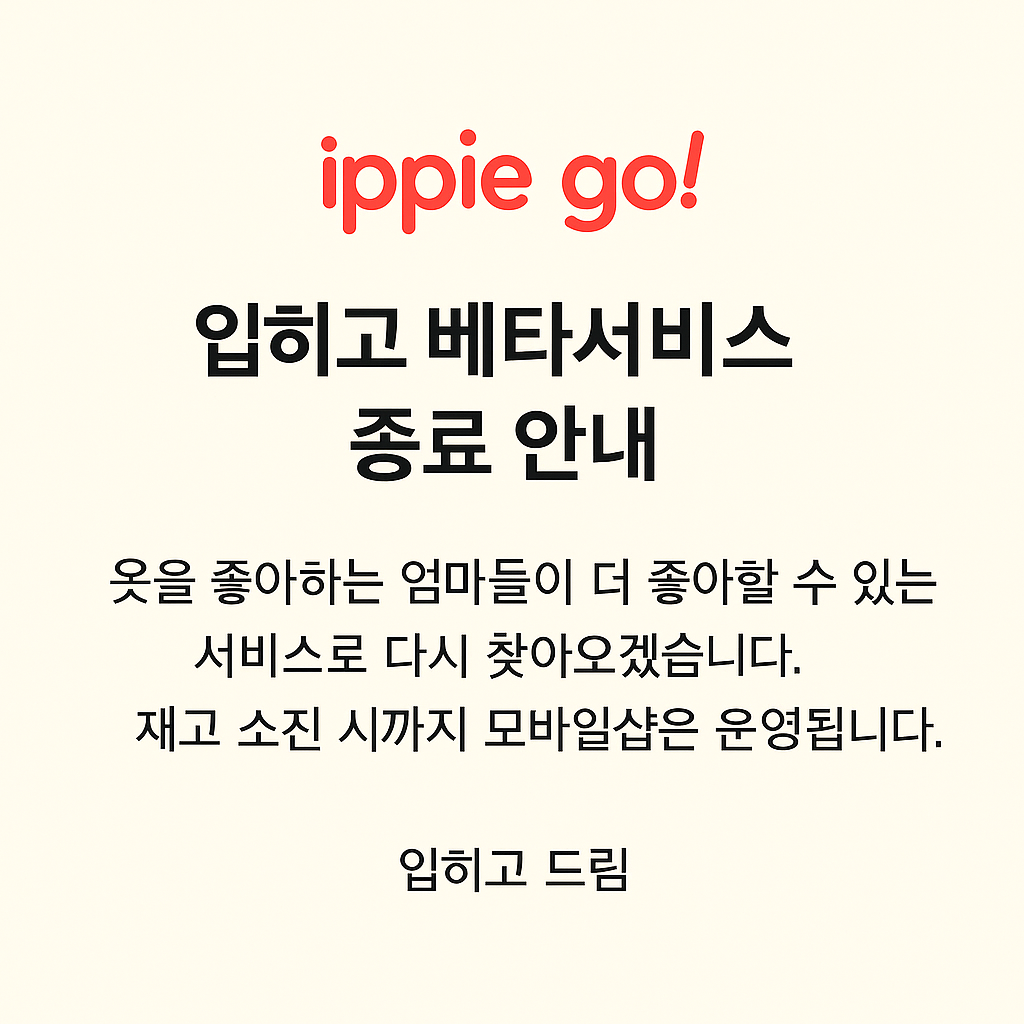 ippie go!
입히고 베타서비스
종료 안내
옷을 좋아하는 엄마들이 더 좋아할 수 있는
서비스로 다시 찾아오겠습니다.
재고 소진 시까지 모바일샵은 운영됩니다.
입히고 드림